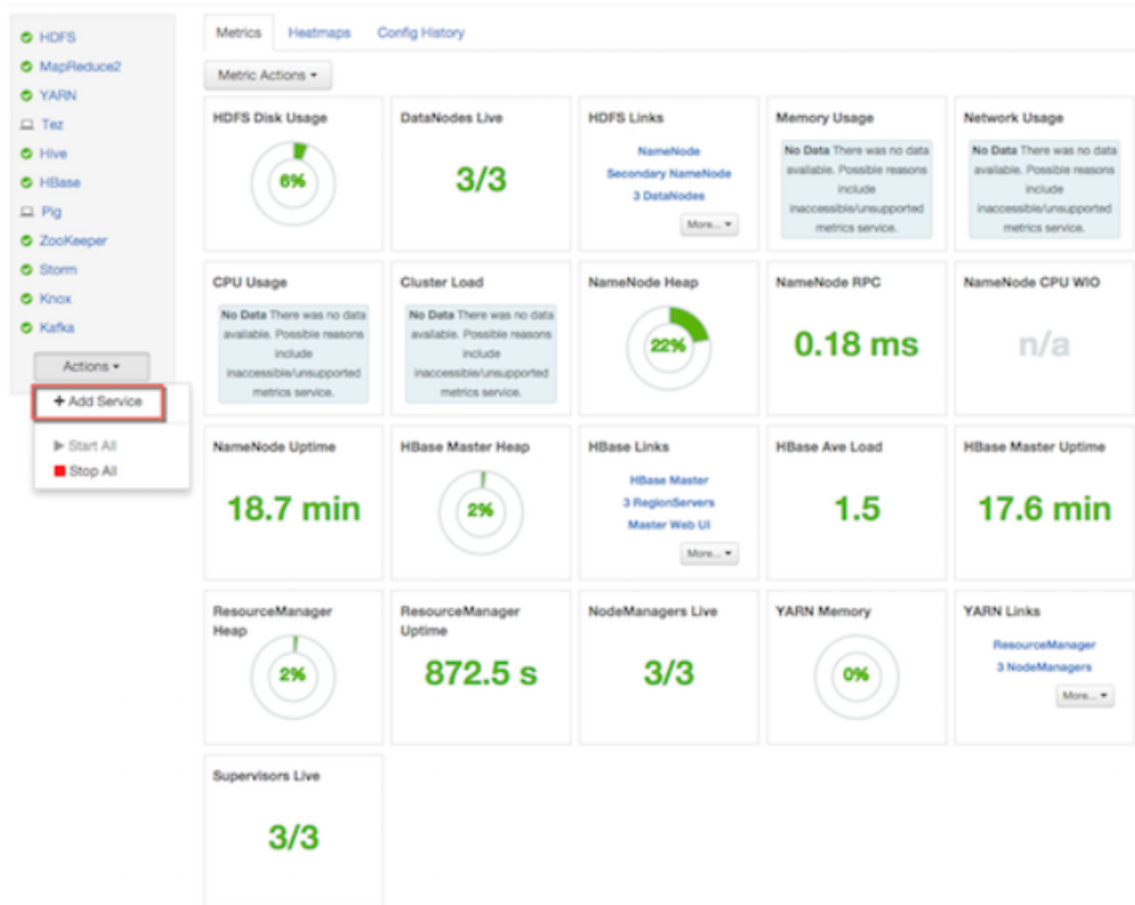 HDFS
MapReduce2
YARN
Tez
Hive
HBase
Pig
ZooKeeper
Storm
Knox
Kafka
Actions
+ Add Service
Start All
Stop All
Metrics Heatmaps Config History
Metric Actions
HDFS Disk Usage
6%
DataNodes Live
3/3
HDFS Links
NameNode
Secondary NameNode
3 DataNodes
More...
Memory Usage
No Data There was no data
available. Possible reasons
include
inaccessible/unsupported
metrics service.
Network Usage
No Data There was no data
available. Possible reasons
include
inaccessible/unsupported
metrics service.
CPU Usage
No Data There was no data
available. Possible reasons
include
inaccessible/unsupported
metrics service.
Cluster Load
No Data There was no data
available. Possible reasons
include
inaccessible/unsupported
metrics service.
NameNode Heap
22%
NameNode RPC
0.18 ms
NameNode CPU WIO
n/a
NameNode Uptime
18.7 min
HBase Master Heap
2%
HBase Links
HBase Master
3 RegionServers
Master Web UI
More...
HBase Ave Load
1.5
HBase Master Uptime
17.6 min
ResourceManager
Heap
2%
ResourceManager
Uptime
872.5 s
NodeManagers Live
3/3
YARN Memory
0%
YARN Links
ResourceManager
3 NodeManagers
More...
Supervisors Live
3/3